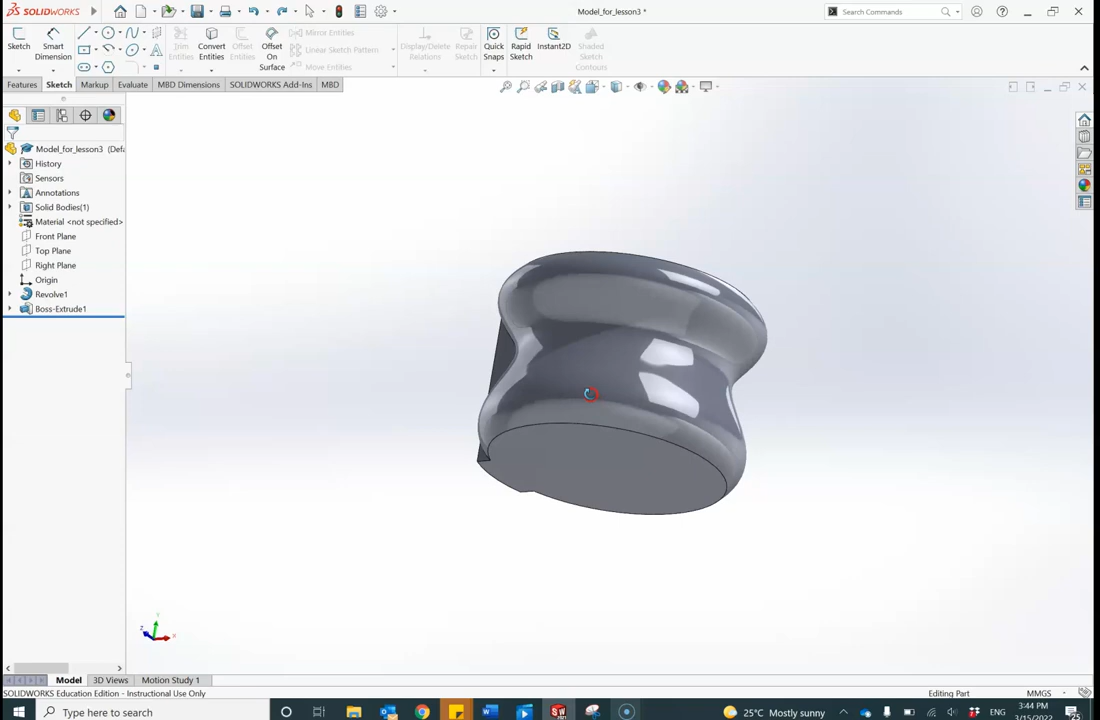 SOLIDWORKS
Model_for_lesson3 *
Search Commands
Sketch
Smart Dimension
Trim Entities
Convert Entities
Offset Entities
Offset On Surface
Mirror Entities
Linear Sketch Pattern
Move Entities
Display/Delete Relations
Repair Sketch
Quick Snaps
Rapid Sketch
Instant2D
Shaded Sketch Contours
Features
Sketch
Markup
Evaluate
MBD Dimensions
SOLIDWORKS Add-Ins
MBD
Model_for_lesson3 (Defa
History
Sensors
Annotations
Solid Bodies(1)
Material <not specified>
Front Plane
Top Plane
Right Plane
Origin
Revolve1
Boss-Extrude1
Y
Z
X
Model
3D Views
Motion Study 1
SOLIDWORKS Education Edition - Instructional Use Only
Editing Part
MMGS
Type here to search
25°C Mostly sunny
ENG
3:44 PM
3/15/2022
25